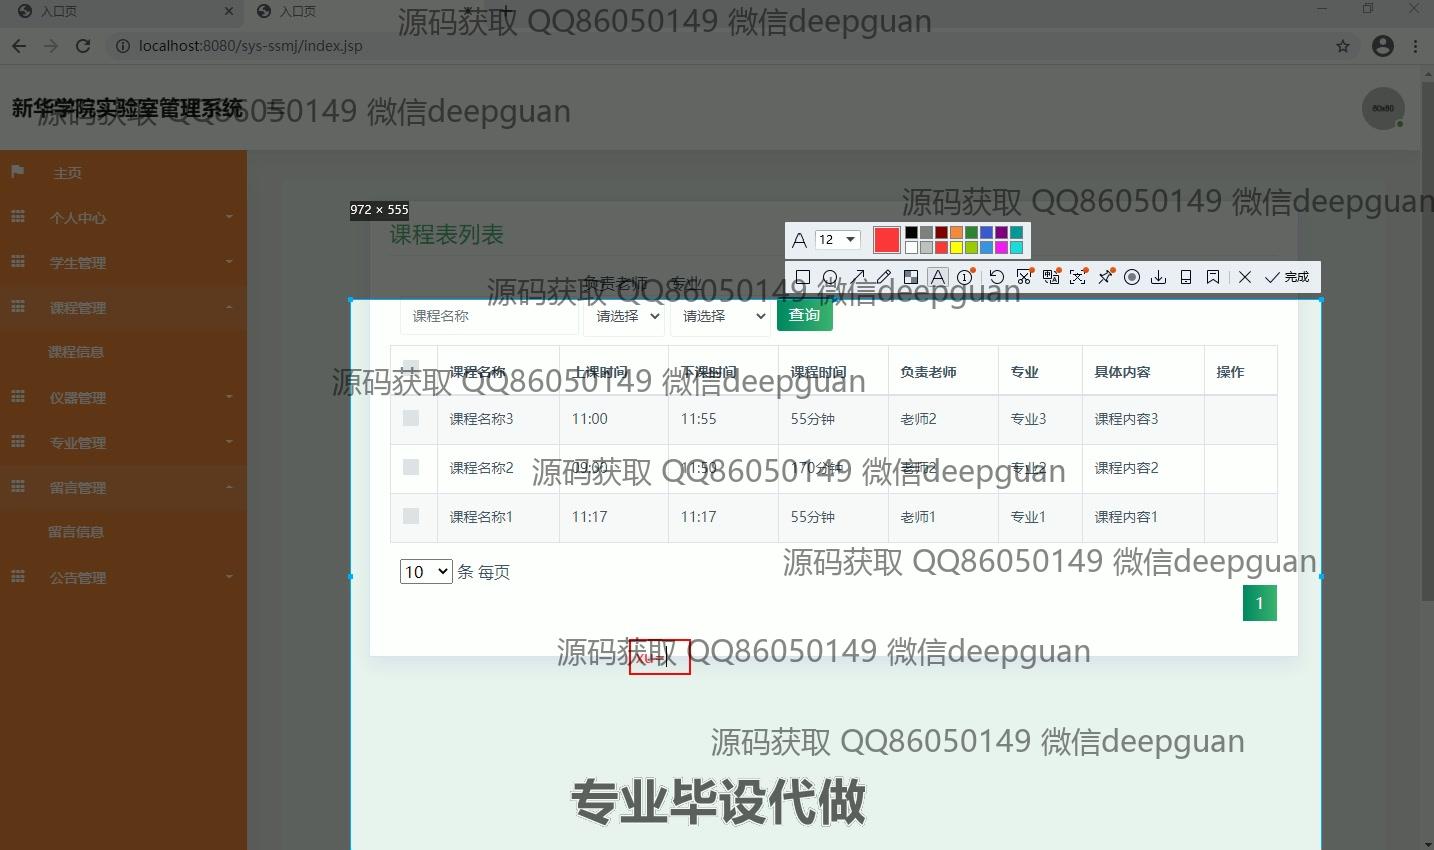 入口页
入口页
源码获取 QQ86050149 微信deepguan
localhost:8080/sys-ssmj/index.jsp
新华学院实验室管理系统
源码获取 QQ86050149 微信deepguan
80x80
主页
个人中心
学生管理
课程管理
课程信息
仪器管理
专业管理
留言管理
留言信息
公告管理
源码获取 QQ86050149 微信deepguan
972 × 555
课程表列表
A 12
完成
负责老师 专业
源码获取 QQ86050149 微信deepguan
课程名称 请选择 请选择 查询
课程名称 上课时间 下课时间 课程时间 负责老师 专业 具体内容 操作
源码获取 QQ86050149 微信deepguan
课程名称3 11:00 11:55 55分钟 老师2 专业3 课程内容3
课程名称2 09:00 11:50 170分钟 老师2 专业2 课程内容2
源码获取 QQ86050149 微信deepguan
课程名称1 11:17 11:17 55分钟 老师1 专业1 课程内容1
10 条 每页
源码获取 QQ86050149 微信deepguan
1
源码获取 QQ86050149 微信deepguan
源码获取 QQ86050149 微信deepguan
专业毕设代做